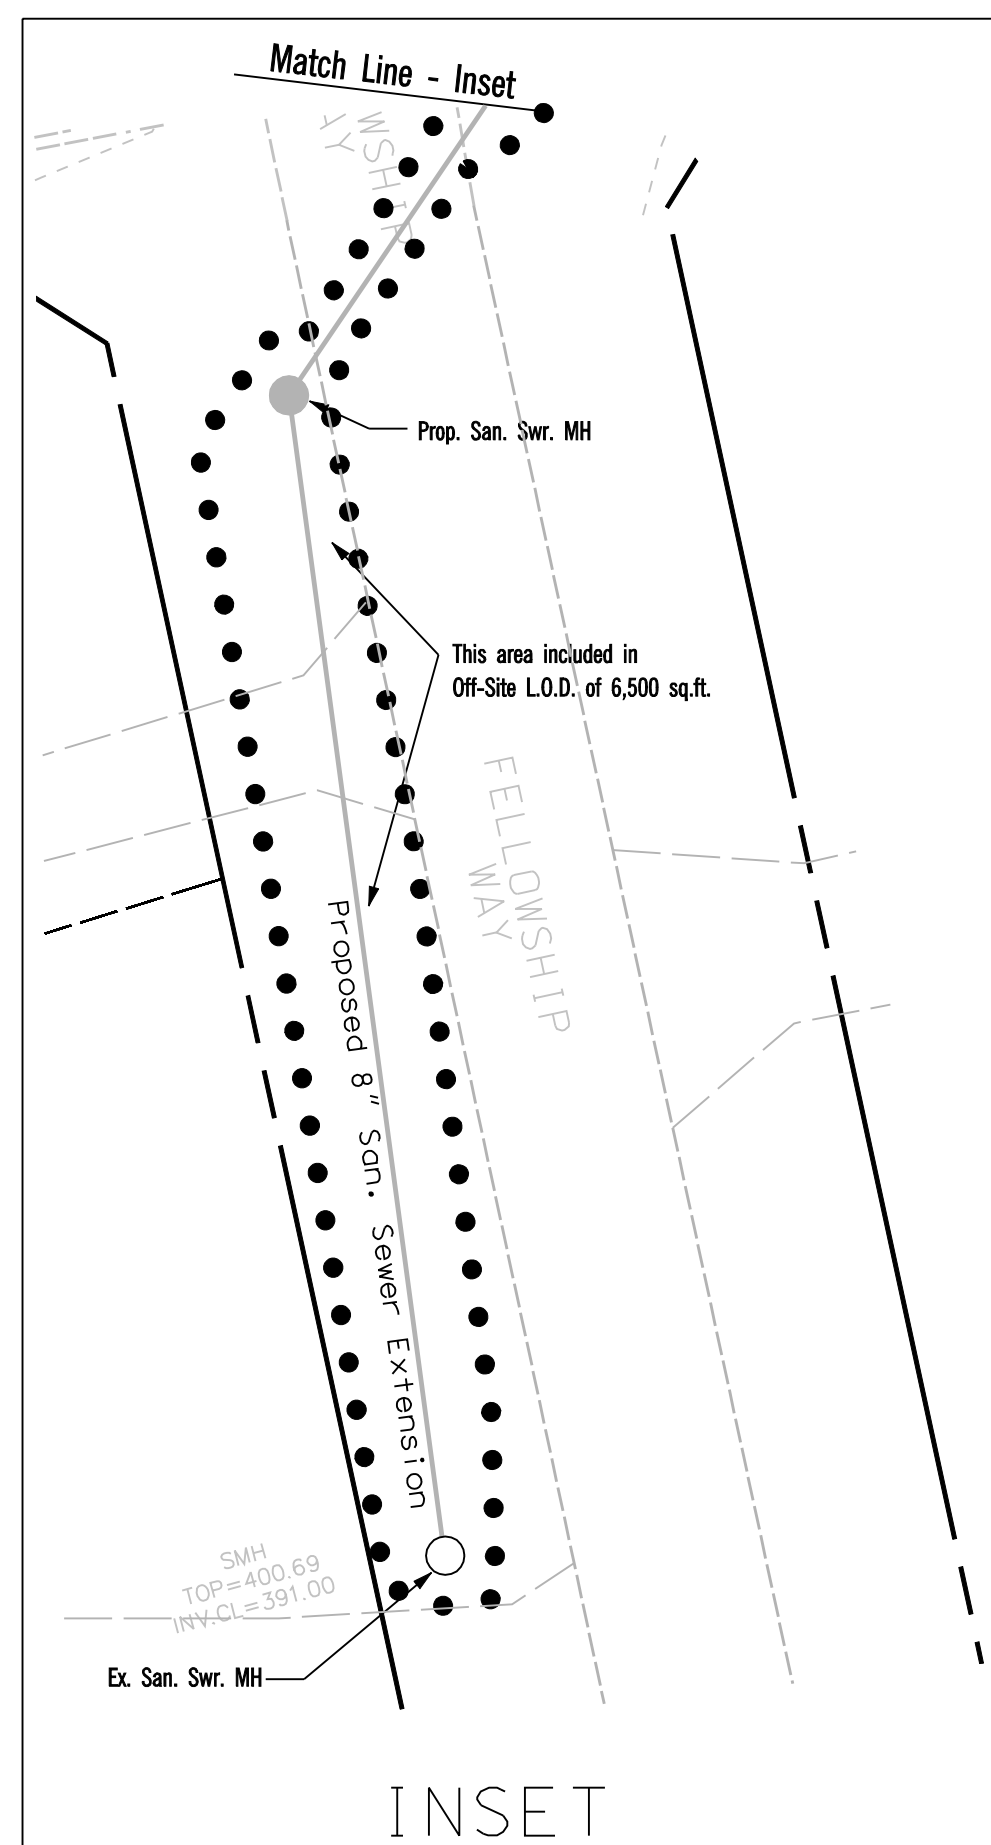 Match Line - Inset
WSHIP
AY
Prop. San. Swr. MH
This area included in
Off-Site L.O.D. of 6,500 sq.ft.
FELLOWSHIP
WAY
Proposed 8" San. Sewer Extension
SMH
TOP=400.69
INV.CL=391.00
Ex. San. Swr. MH
INSET